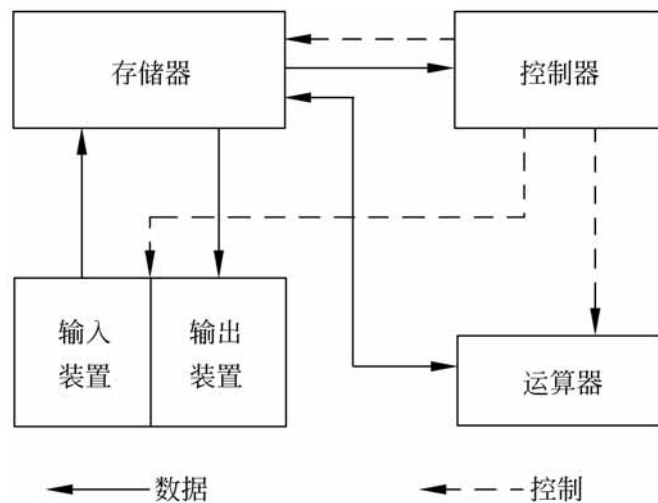 存储器
控制器
输入
装置
输出
装置
运算器
数据
控制